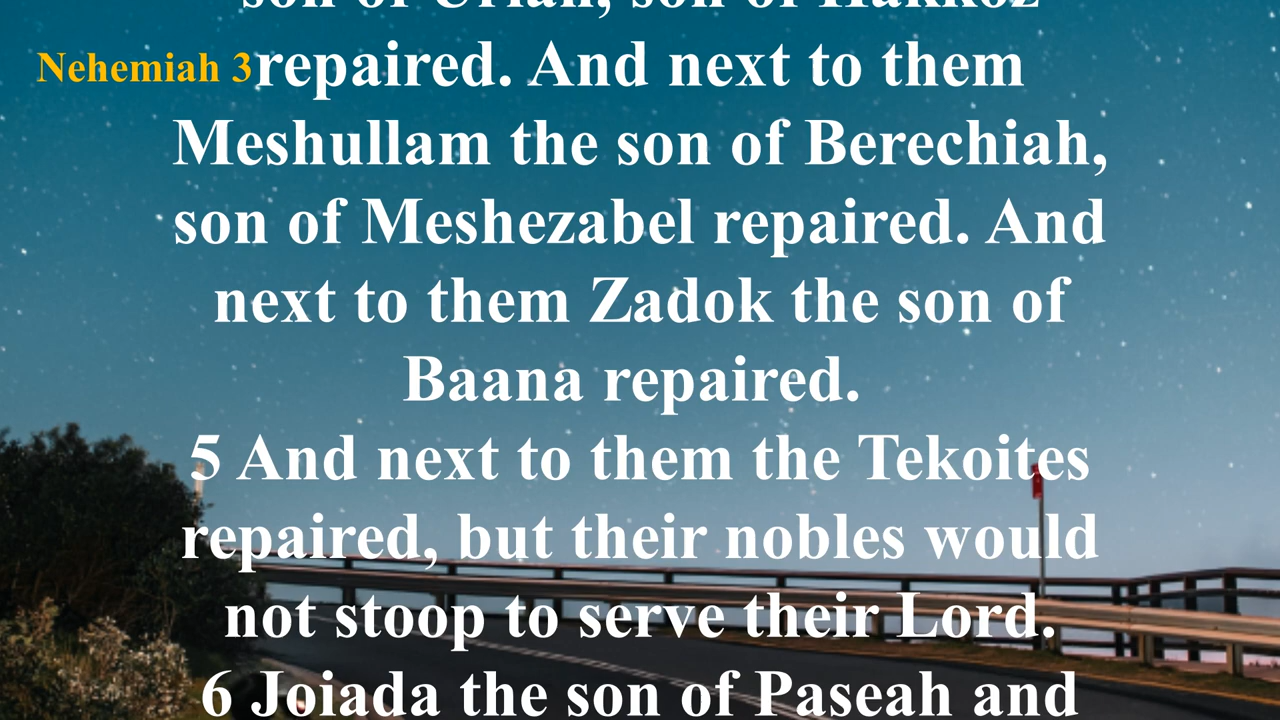 son of Uriah, son of Hakkoz
Nehemiah 3
repaired. And next to them
Meshullam the son of Berechiah,
son of Meshezabel repaired. And
next to them Zadok the son of
Baana repaired.
5 And next to them the Tekoites
repaired, but their nobles would
not stoop to serve their Lord.
6 Joiada the son of Paseah and